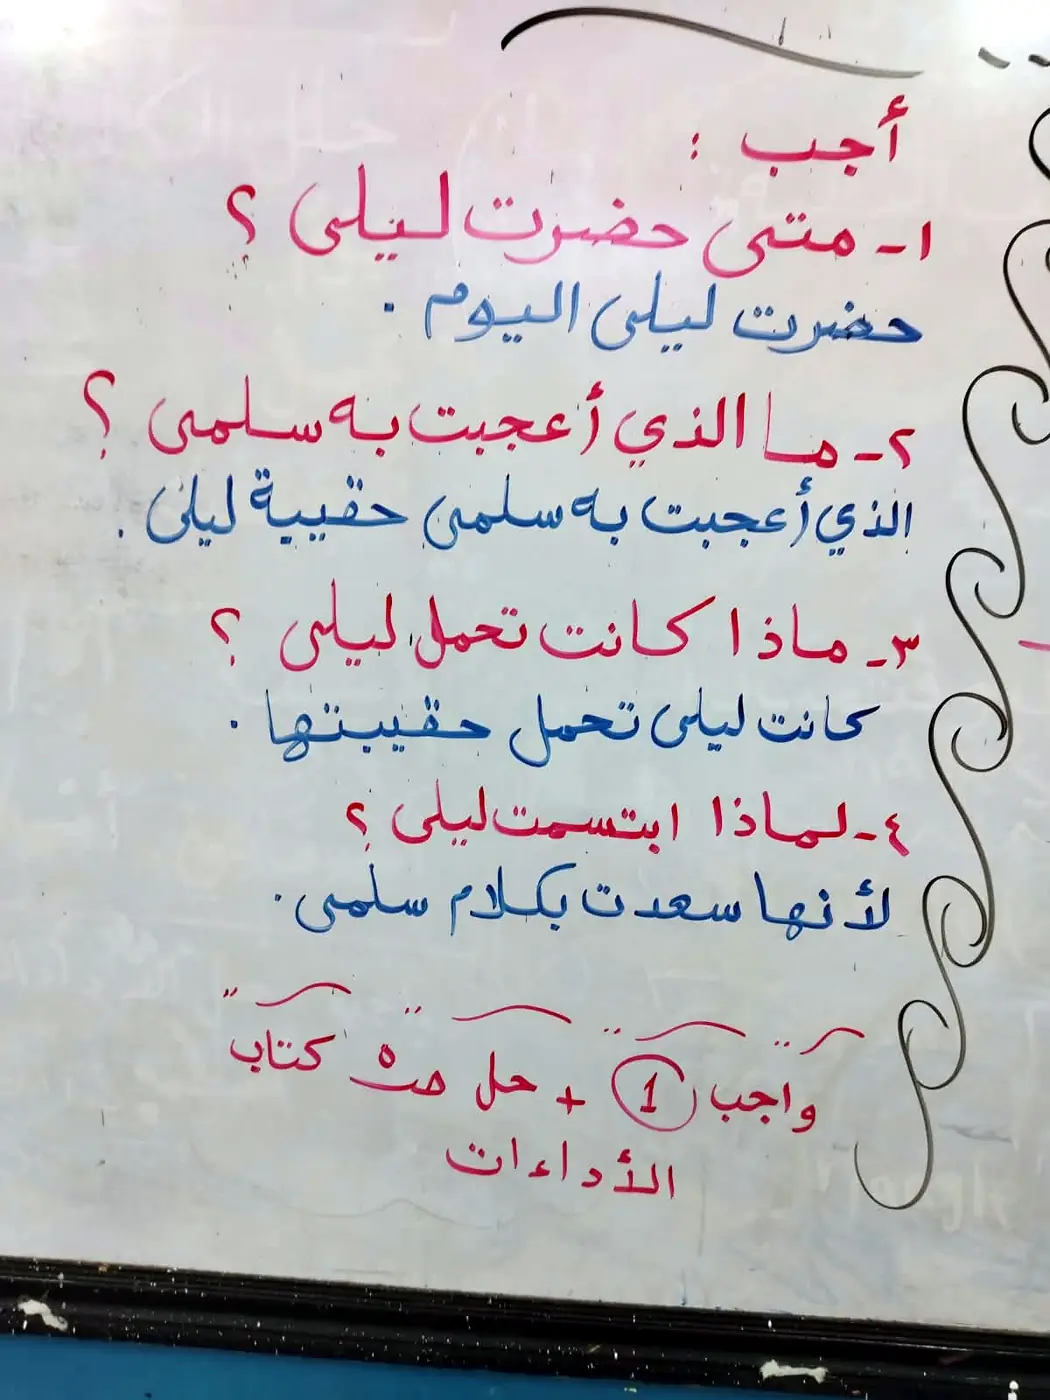 أجب :
١- متى حضرت ليلى ؟
حضرت ليلى اليوم .
٢- ما الذي أعجبت به سلمى ؟
الذي أعجبت به سلمى حقيبة ليلى .
٣- ماذا كانت تحمل ليلى ؟
كانت ليلى تحمل حقيبتها .
٤- لماذا ابتسمت ليلى ؟
لأنها سعدت بكلام سلمى .
واجب 1 + حل صـ ٥ كتاب
الأداءات